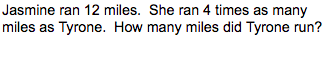 Jasmine ran 12 miles.  She ran 4 times as many
miles as Tyrone.  How many miles did Tyrone run?